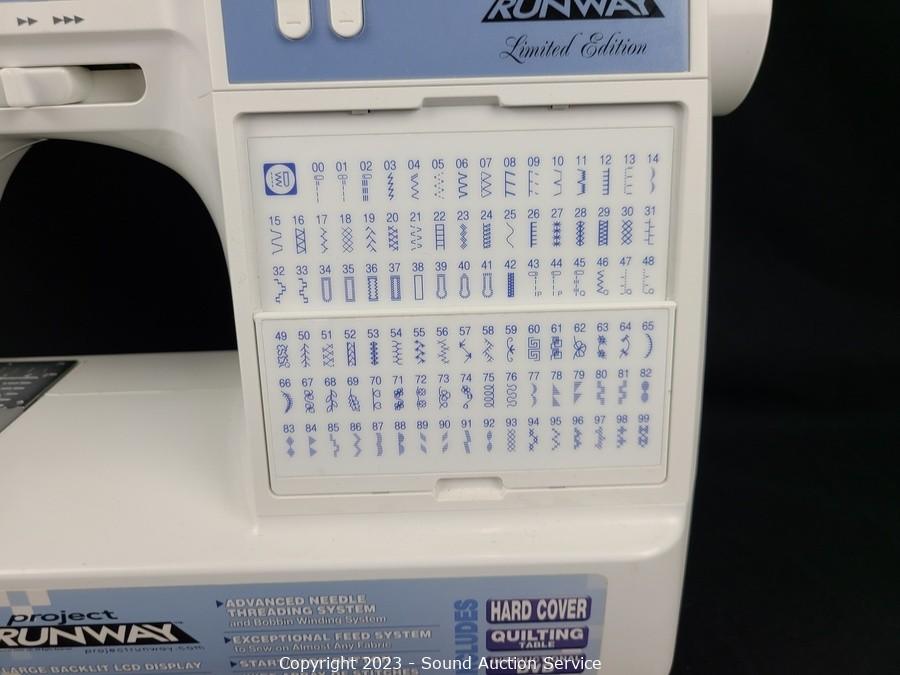 RUNWAY
Limited Edition
00 01 02 03 04 05 06 07 08 09 10 11 12 13 14
15 16 17 18 19 20 21 22 23 24 25 26 27 28 29 30 31
32 33 34 35 36 37 38 39 40 41 42 43 44 45 46 47 48
49 50 51 52 53 54 55 56 57 58 59 60 61 62 63 64 65
66 67 68 69 70 71 72 73 74 75 76 77 78 79 80 81 82
83 84 85 86 87 88 89 90 91 92 93 94 95 96 97 98 99
project
RUNWAY
projectrunway.com
LARGE BACKLIT LCD DISPLAY
ADVANCED NEEDLE
THREADING SYSTEM
and Bobbin Winding System
EXCEPTIONAL FEED SYSTEM
to Sew on Almost Any Fabric
HARD COVER
QUILTING
TABLE
DVD
Copyright 2023 - Sound Auction Service